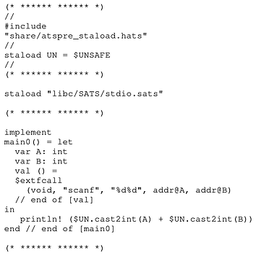 (* ****** ****** *)
//
#include
"share/atspre_staload.hats"
//
staload UN = $UNSAFE
//
(* ****** ****** *)
staload "libc/SATS/stdio.sats"
(* ****** ****** *)
implement
main0() = let
var A: int
var B: int
val () =
$extfcall
(void, "scanf", "%d%d", addr@A, addr@B)
// end of [val]
in
println! ($UN.cast2int(A) + $UN.cast2int(B))
end // end of [main0]
(* ****** ****** *)